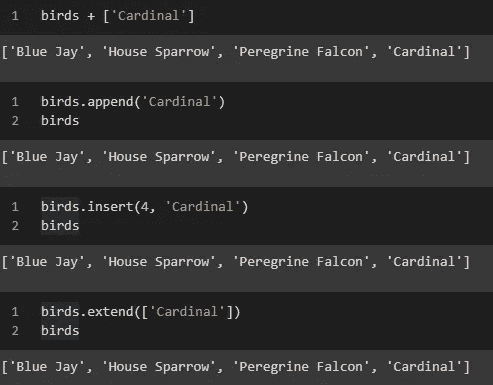 1 birds + ['Cardinal']
['Blue Jay', 'House Sparrow', 'Peregrine Falcon', 'Cardinal']
1 birds.append('Cardinal')
2 birds
['Blue Jay', 'House Sparrow', 'Peregrine Falcon', 'Cardinal']
1 birds.insert(4, 'Cardinal')
2 birds
['Blue Jay', 'House Sparrow', 'Peregrine Falcon', 'Cardinal']
1 birds.extend(['Cardinal'])
2 birds
['Blue Jay', 'House Sparrow', 'Peregrine Falcon', 'Cardinal']